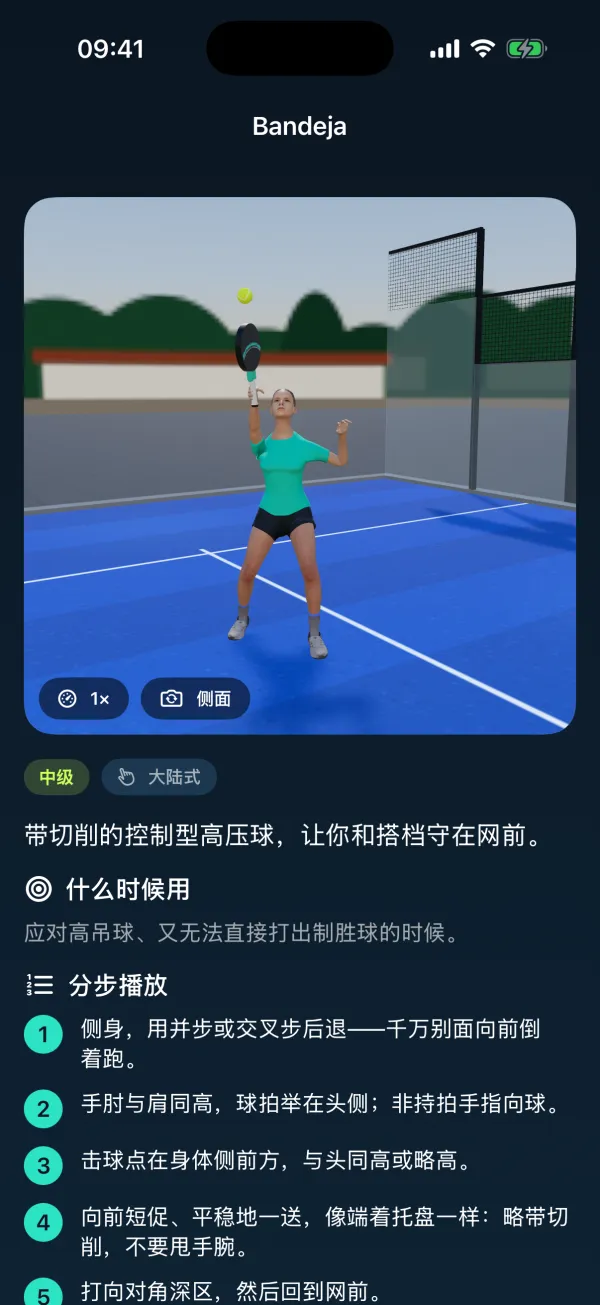 09:41
Bandeja
1×
侧面
中级
大陆式
带切削的控制型高压球，让你和搭档守在网前。
什么时候用
应对高吊球、又无法直接打出制胜球的时候。
分步播放
1
侧身，用并步或交叉步后退——千万别面向前倒
着跑。
2
手肘与肩同高，球拍举在头侧；非持拍手指向球。
3
击球点在身体侧前方，与头同高或略高。
4
向前短促、平稳地一送，像端着托盘一样：略带切
削，不要甩手腕。
5
打向对角深区，然后回到网前。